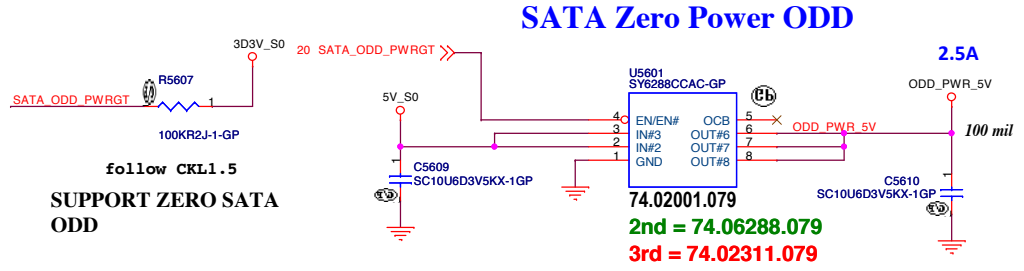 SATA Zero Power ODD
3D3V_S0
20 SATA_ODD_PWRGT
2.5A
R5607
U5601
SY6288CCAC-GP
ODD_PWR_5V
SATA_ODD_PWRGT
2
1
5V_S0
100KR2J-1-GP
4 EN/EN# OCB 5
3 IN#3 OUT#6 6 ODD_PWR_5V
2 IN#2 OUT#7 7
1 GND OUT#8 8
100 mil
follow CKL1.5
SUPPORT ZERO SATA
ODD
1
C5609
SC10U6D3V5KX-1GP
1
C5610
SC10U6D3V5KX-1GP
74.02001.079
2nd = 74.06288.079
3rd = 74.02311.079